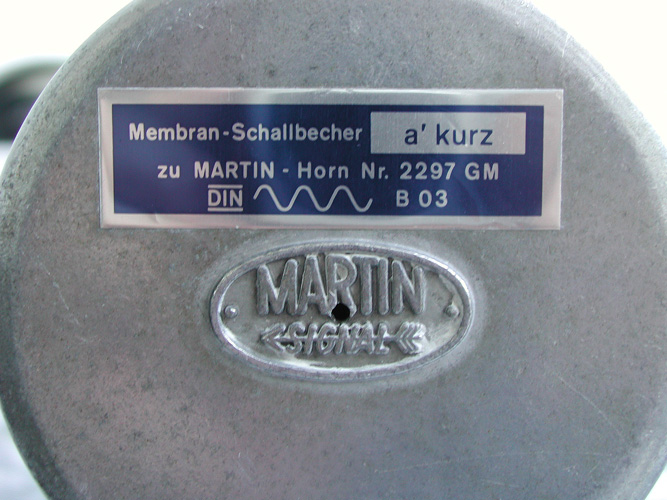 Membran-Schallbecher a' kurz
zu MARTIN - Horn Nr. 2297 GM
DIN B 03
MARTIN
SIGNAL